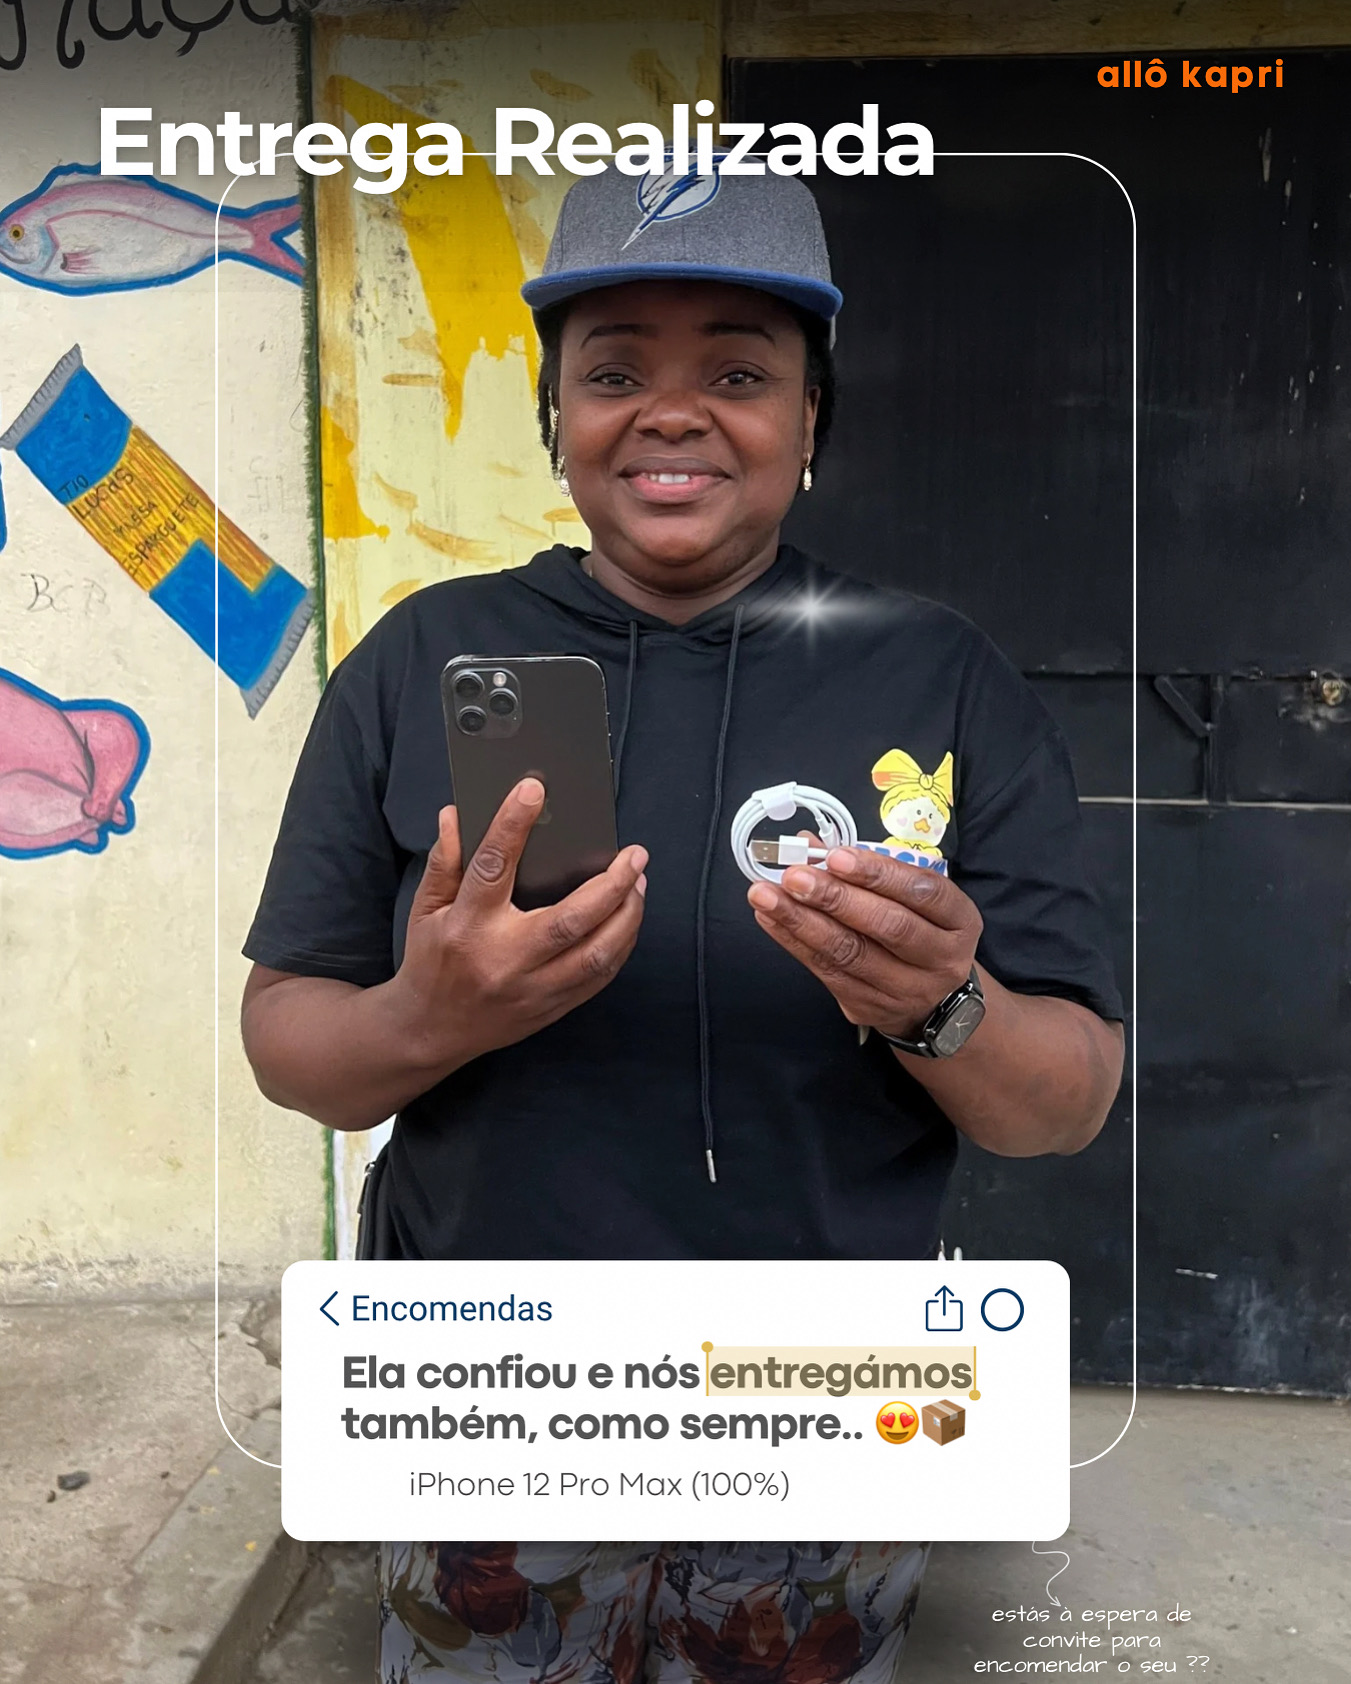 allô kapri
Entrega Realizada
TIO
LUCAS
MASSA
ESPARGUETE
BCB
Encomendas
Ela confiou e nós entregámos
também, como sempre.. 😍📦
iPhone 12 Pro Max (100%)
estás à espera de
convite para
encomendar o seu ??